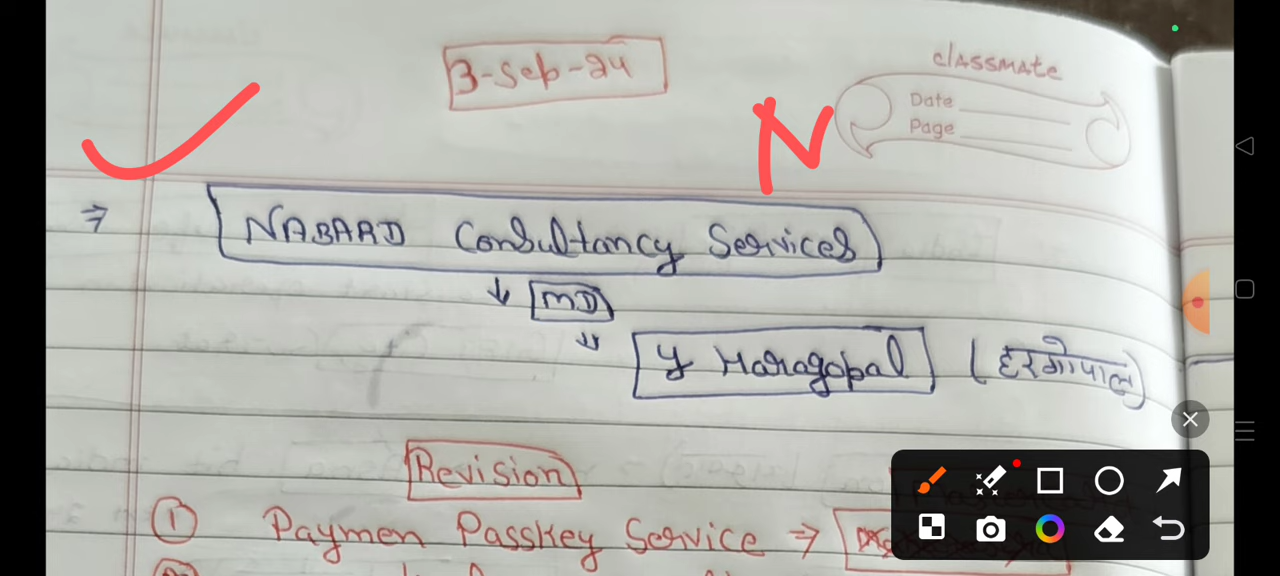 3-Sep-24
N
classmate
Date
Page
⇒ NABARD Consultancy Services
↓ MD
Y Haragopal (हरगोपाल)
Revision
① Paymen Passkey Service ⇒